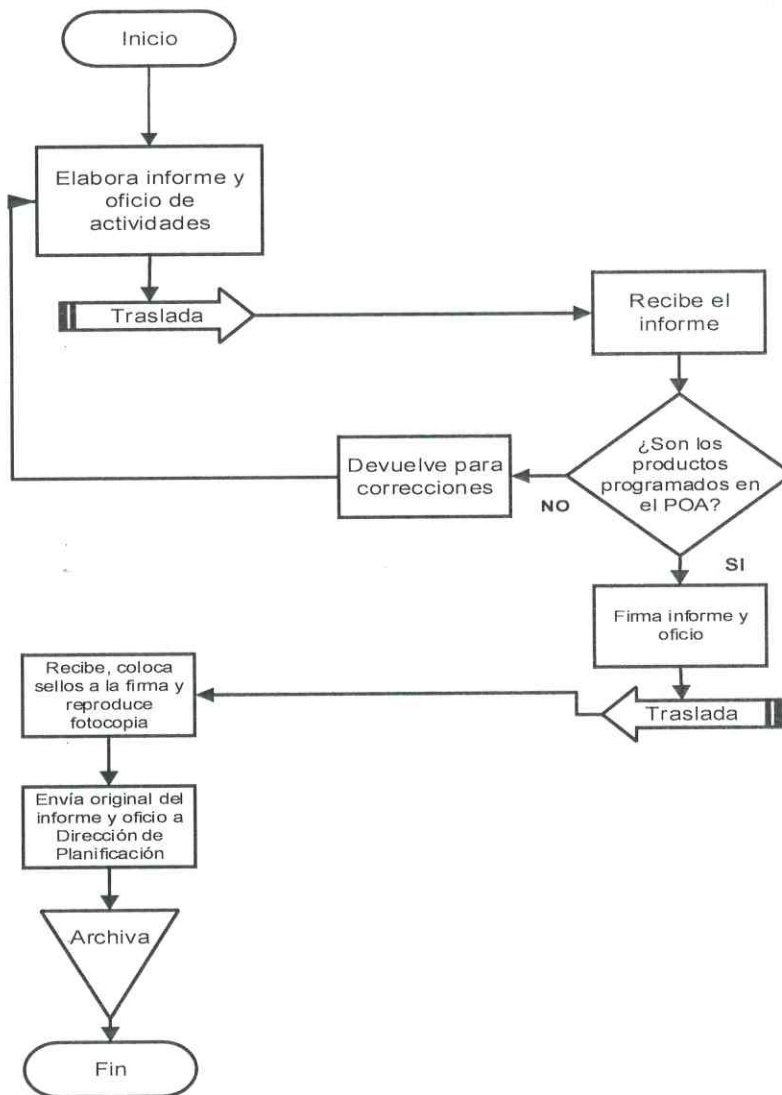 Inicio
Elabora informe y
oficio de
actividades
Traslada
Recibe el
informe
¿Son los
productos
programados en
el POA?
NO
Devuelve para
correcciones
SI
Firma informe y
oficio
Traslada
Recibe, coloca
sellos a la firma y
reproduce
fotocopia
Envía original del
informe y oficio a
Dirección de
Planificación
Archiva
Fin